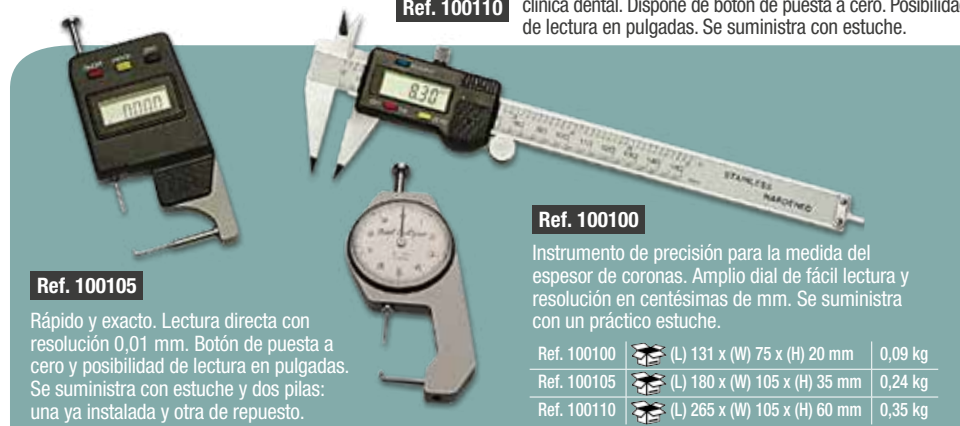 Ref. 100110
clínica dental. Dispone de botón de puesta a cero. Posibilidad
de lectura en pulgadas. Se suministra con estuche.
8.30
STAINLESS
HARDENED
Ref. 100100
Instrumento de precisión para la medida del
espesor de coronas. Amplio dial de fácil lectura y
resolución en centésimas de mm. Se suministra
con un práctico estuche.
Ref. 100105
Rápido y exacto. Lectura directa con
resolución 0,01 mm. Botón de puesta a
cero y posibilidad de lectura en pulgadas.
Se suministra con estuche y dos pilas:
una ya instalada y otra de repuesto.
Ref. 100100 (L) 131 x (W) 75 x (H) 20 mm 0,09 kg
Ref. 100105 (L) 180 x (W) 105 x (H) 35 mm 0,24 kg
Ref. 100110 (L) 265 x (W) 105 x (H) 60 mm 0,35 kg